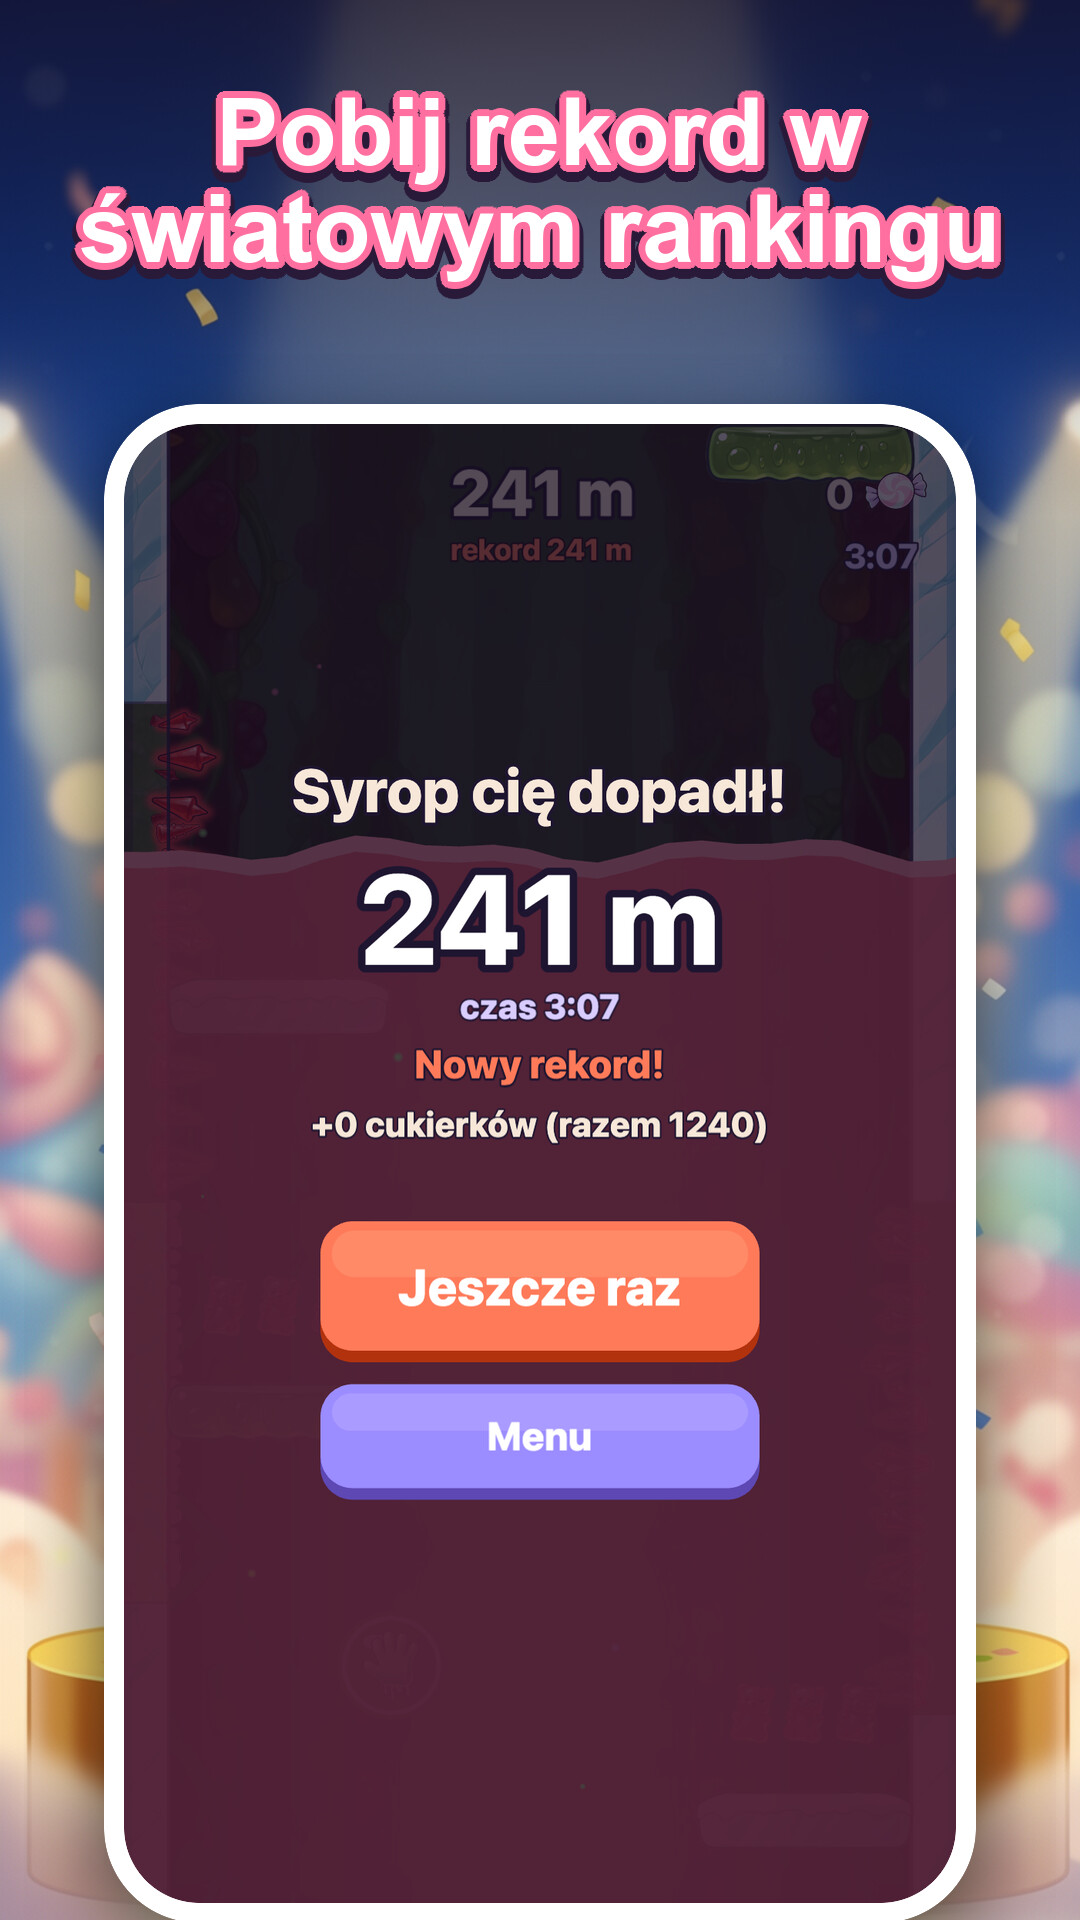 Pobij rekord w
światowym rankingu
241 m
0
rekord 241 m
3:07
Syrop cię dopadł!
241 m
czas 3:07
Nowy rekord!
+0 cukierków (razem 1240)
Jeszcze raz
Menu